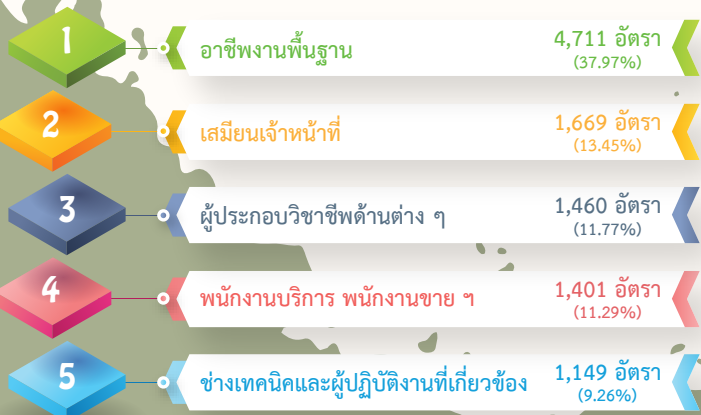 1
อาชีพงานพื้นฐาน
4,711 อัตรา
(37.97%)
2
เสมียนเจ้าหน้าที่
1,669 อัตรา
(13.45%)
3
ผู้ประกอบวิชาชีพด้านต่าง ๆ
1,460 อัตรา
(11.77%)
4
พนักงานบริการ พนักงานขาย ฯ
1,401 อัตรา
(11.29%)
5
ช่างเทคนิคและผู้ปฏิบัติงานที่เกี่ยวข้อง
1,149 อัตรา
(9.26%)